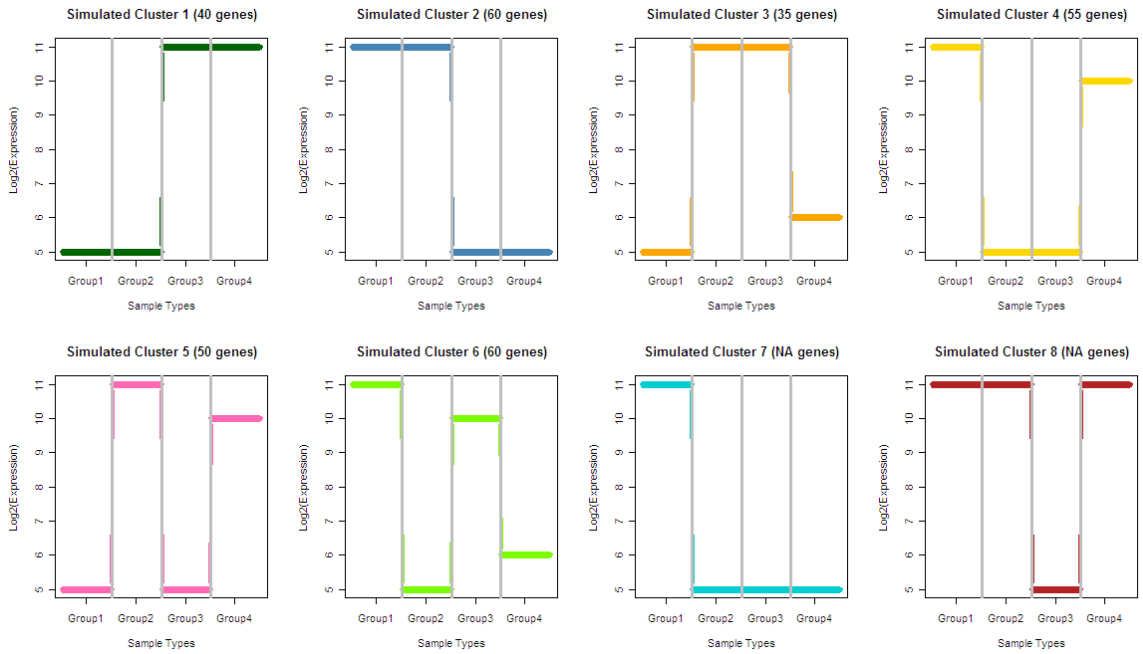 Simulated Cluster 1 (40 genes)
Log2(Expression)
11
10
9
8
7
6
5
Group1 Group2 Group3 Group4
Sample Types
Simulated Cluster 2 (60 genes)
Log2(Expression)
11
10
9
8
7
6
5
Group1 Group2 Group3 Group4
Sample Types
Simulated Cluster 3 (35 genes)
Log2(Expression)
11
10
9
8
7
6
5
Group1 Group2 Group3 Group4
Sample Types
Simulated Cluster 4 (55 genes)
Log2(Expression)
11
10
9
8
7
6
5
Group1 Group2 Group3 Group4
Sample Types
Simulated Cluster 5 (50 genes)
Log2(Expression)
11
10
9
8
7
6
5
Group1 Group2 Group3 Group4
Sample Types
Simulated Cluster 6 (60 genes)
Log2(Expression)
11
10
9
8
7
6
5
Group1 Group2 Group3 Group4
Sample Types
Simulated Cluster 7 (NA genes)
Log2(Expression)
11
10
9
8
7
6
5
Group1 Group2 Group3 Group4
Sample Types
Simulated Cluster 8 (NA genes)
Log2(Expression)
11
10
9
8
7
6
5
Group1 Group2 Group3 Group4
Sample Types